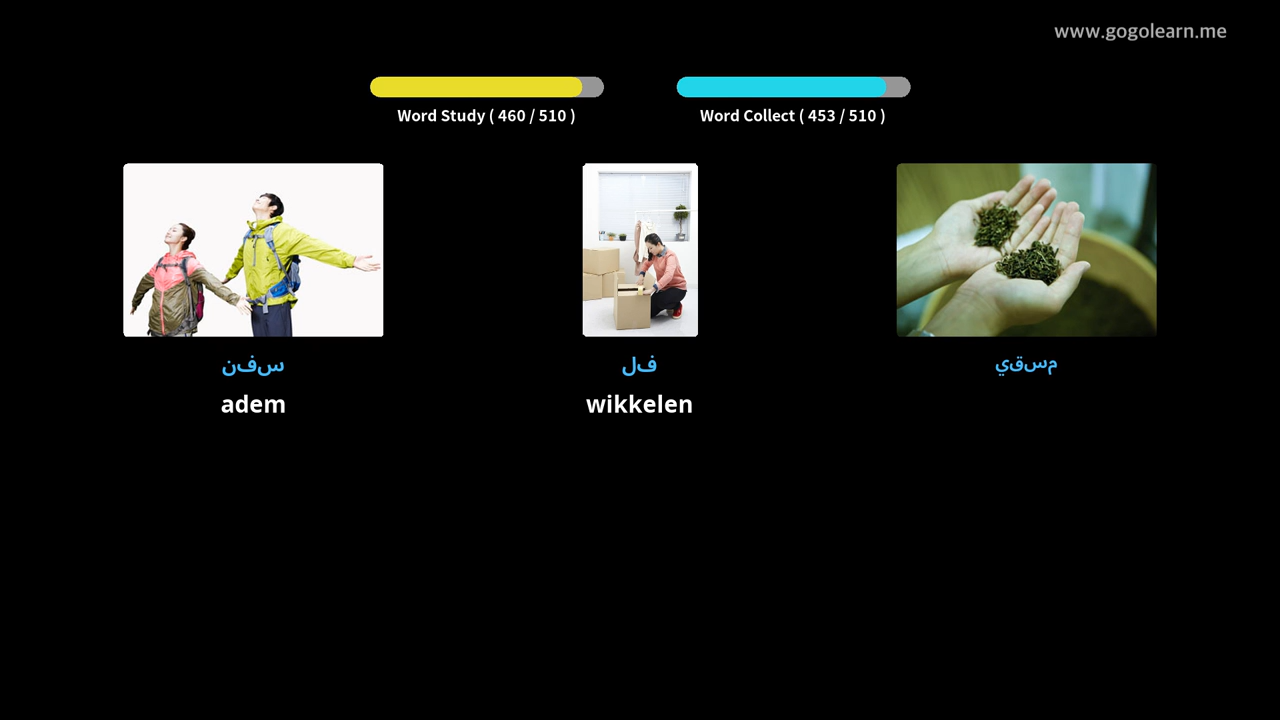 www.gogolearn.me
Word Study ( 460 / 510 )
Word Collect ( 453 / 510 )
سفن
فل
مسقي
adem
wikkelen